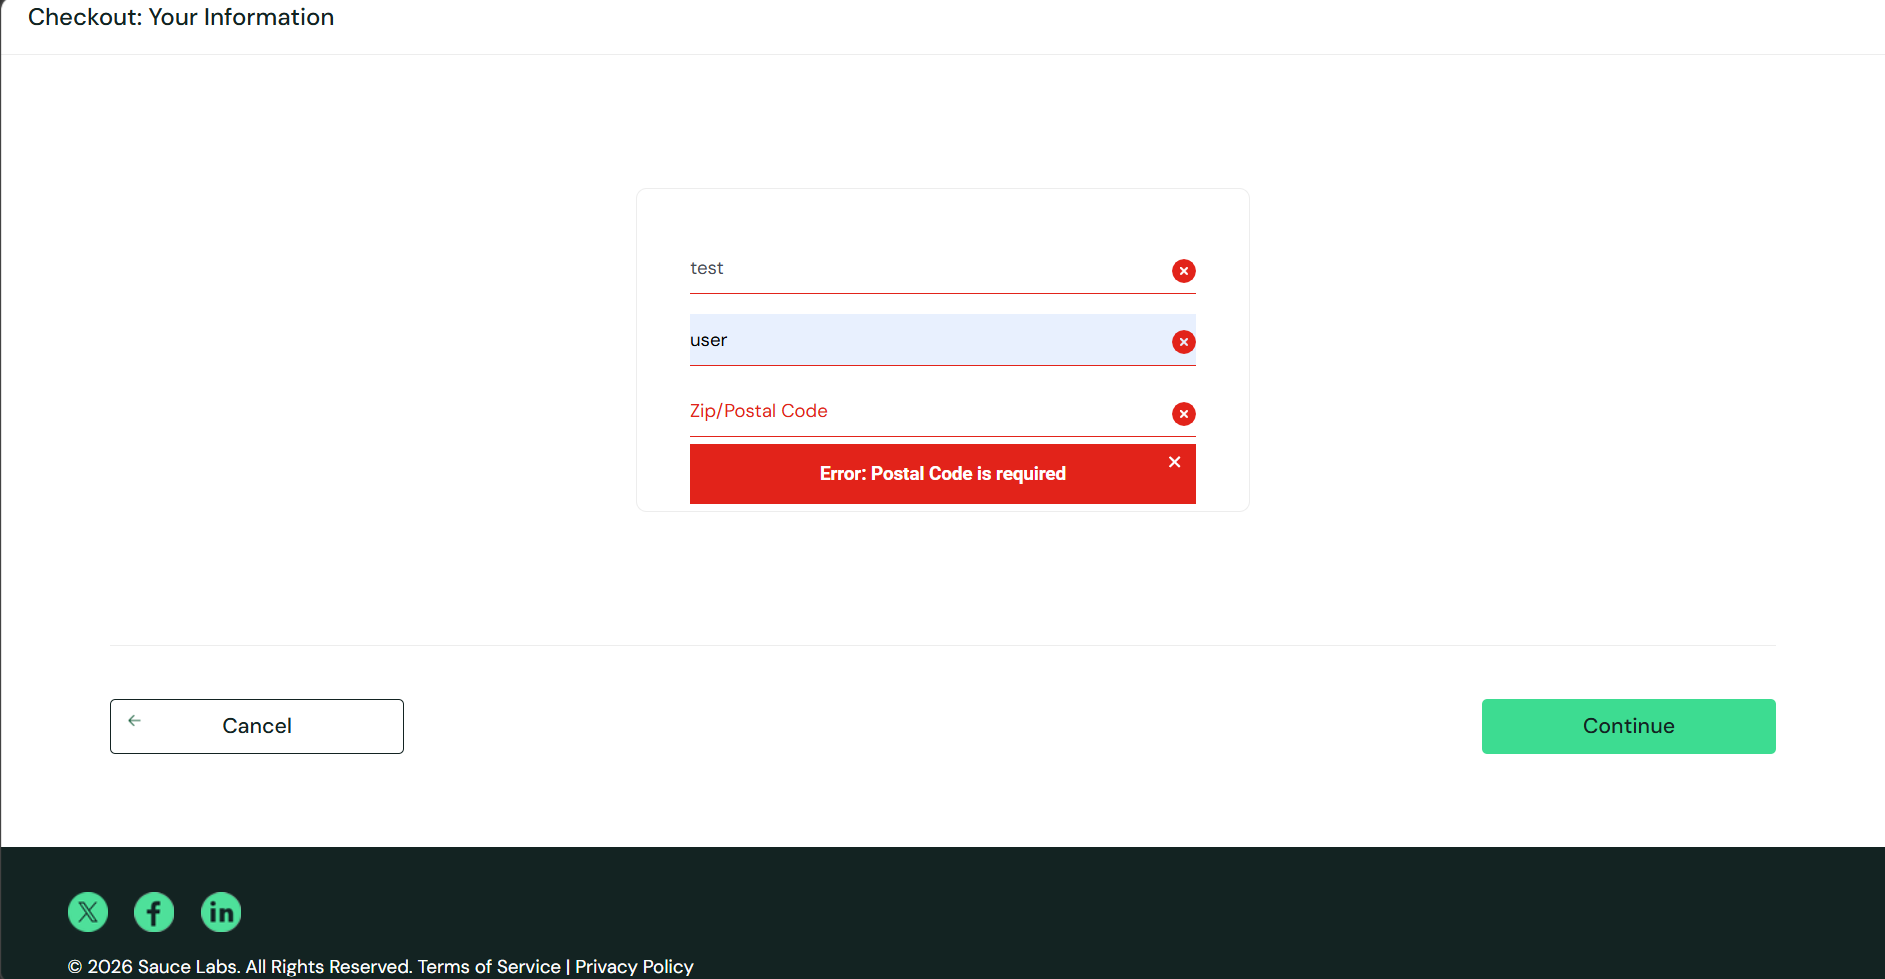 Checkout: Your Information
test
user
Zip/Postal Code
Error: Postal Code is required
Cancel
Continue
© 2026 Sauce Labs. All Rights Reserved. Terms of Service | Privacy Policy